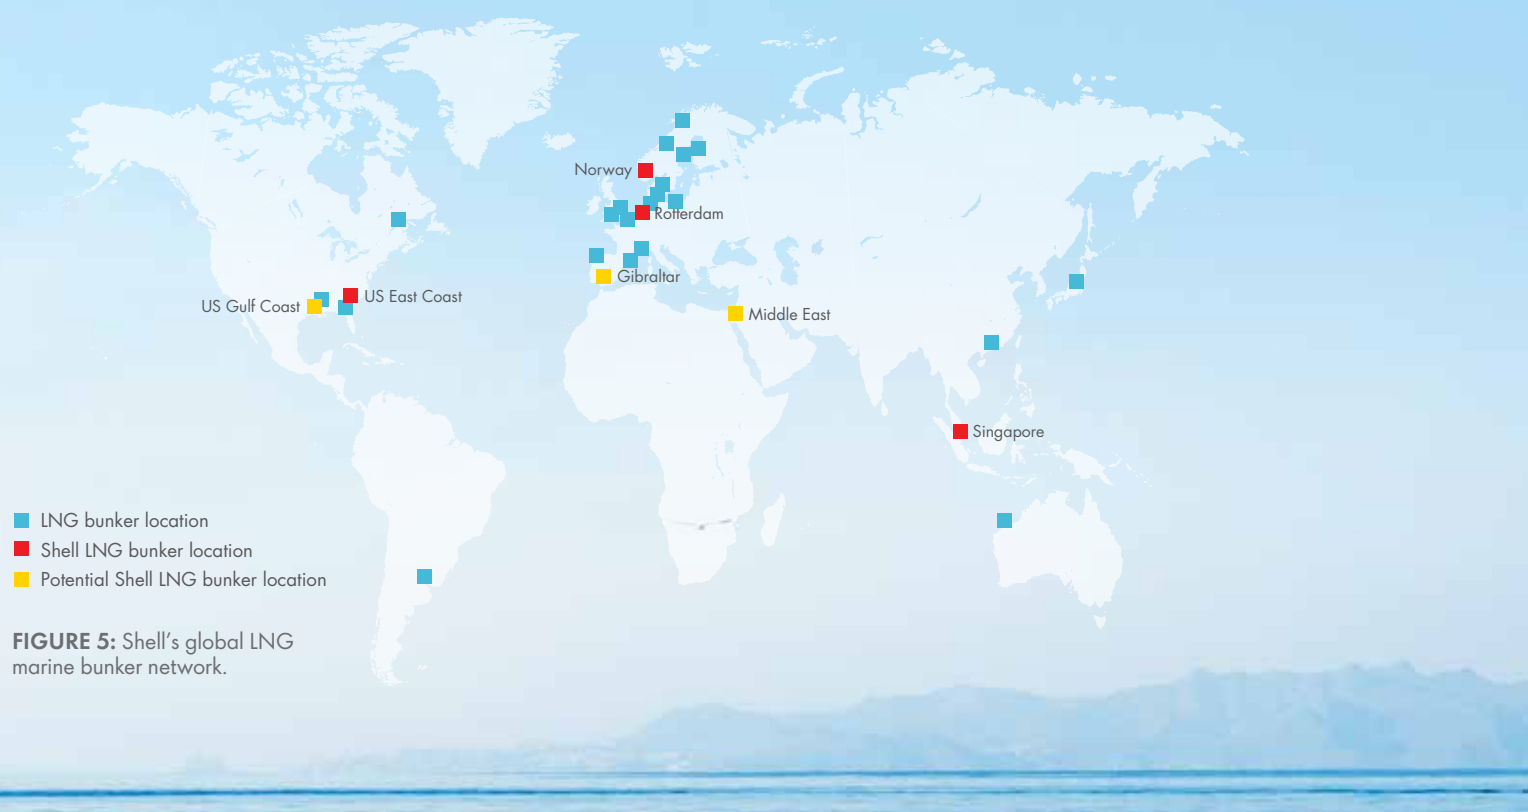 Norway
Rotterdam
Gibraltar
US East Coast
US Gulf Coast
Middle East
Singapore
LNG bunker location
Shell LNG bunker location
Potential Shell LNG bunker location
FIGURE 5: Shell’s global LNG
marine bunker network.